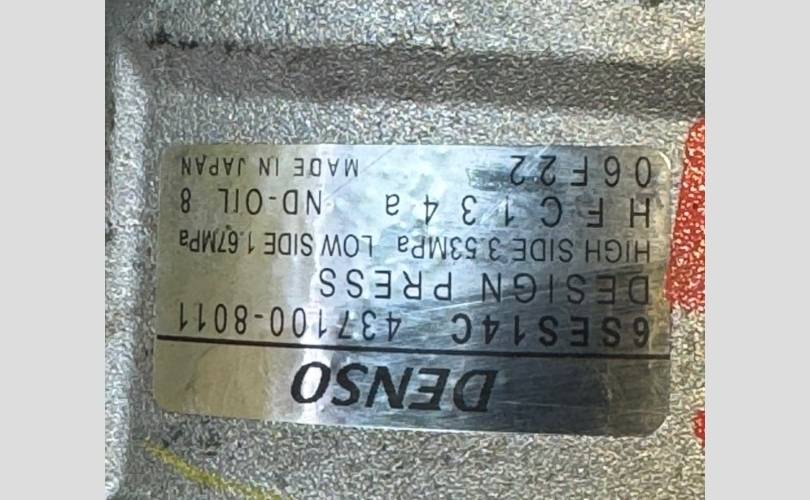 DENSO
6SES14C 437100-8011
DESIGN PRESS
HIGH SIDE 3.53MPa LOW SIDE 1.67MPa
HFC134a ND-OIL 8
06F22 MADE IN JAPAN